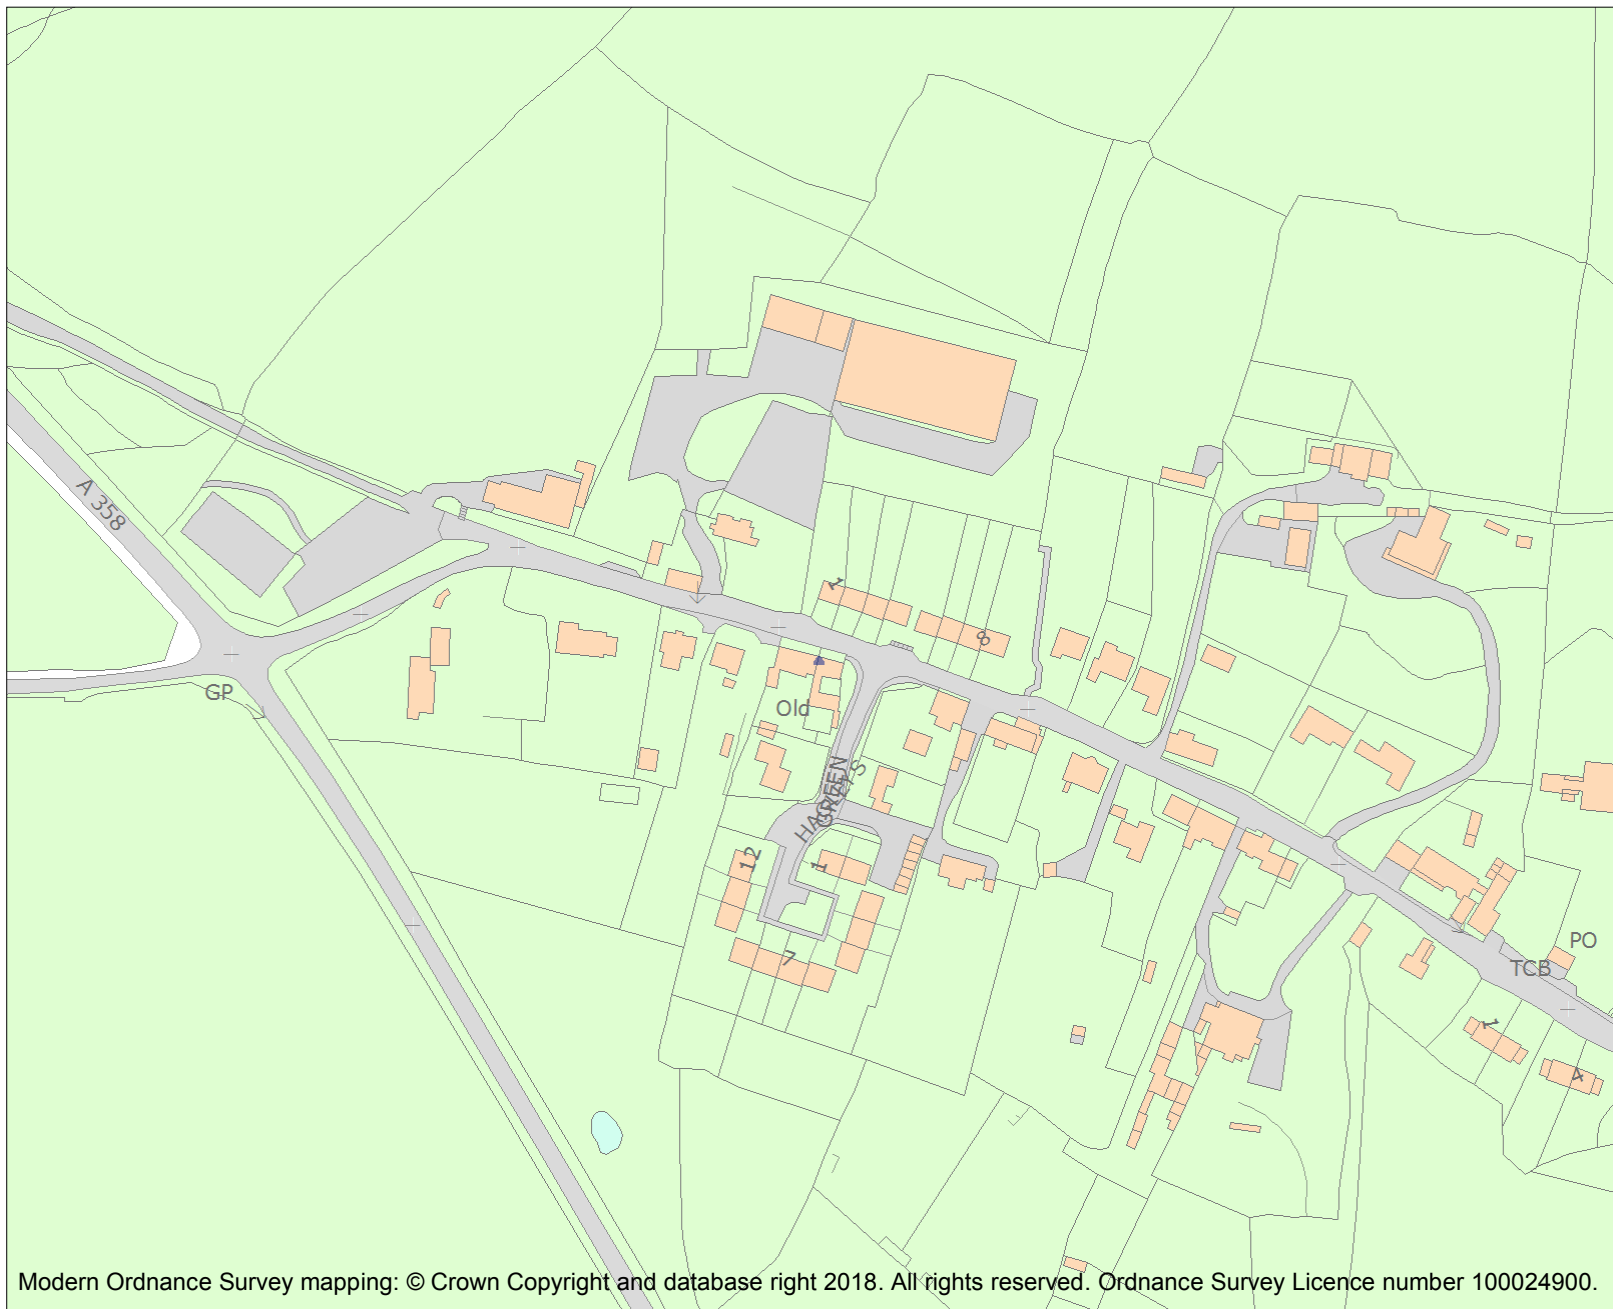 A 358
GP
1
8
Old
HARVEYS
GREEN
12
1
7
PO
TCB
1
4
Modern Ordnance Survey mapping: © Crown Copyright and database right 2018. All rights reserved. Ordnance Survey Licence number 100024900.